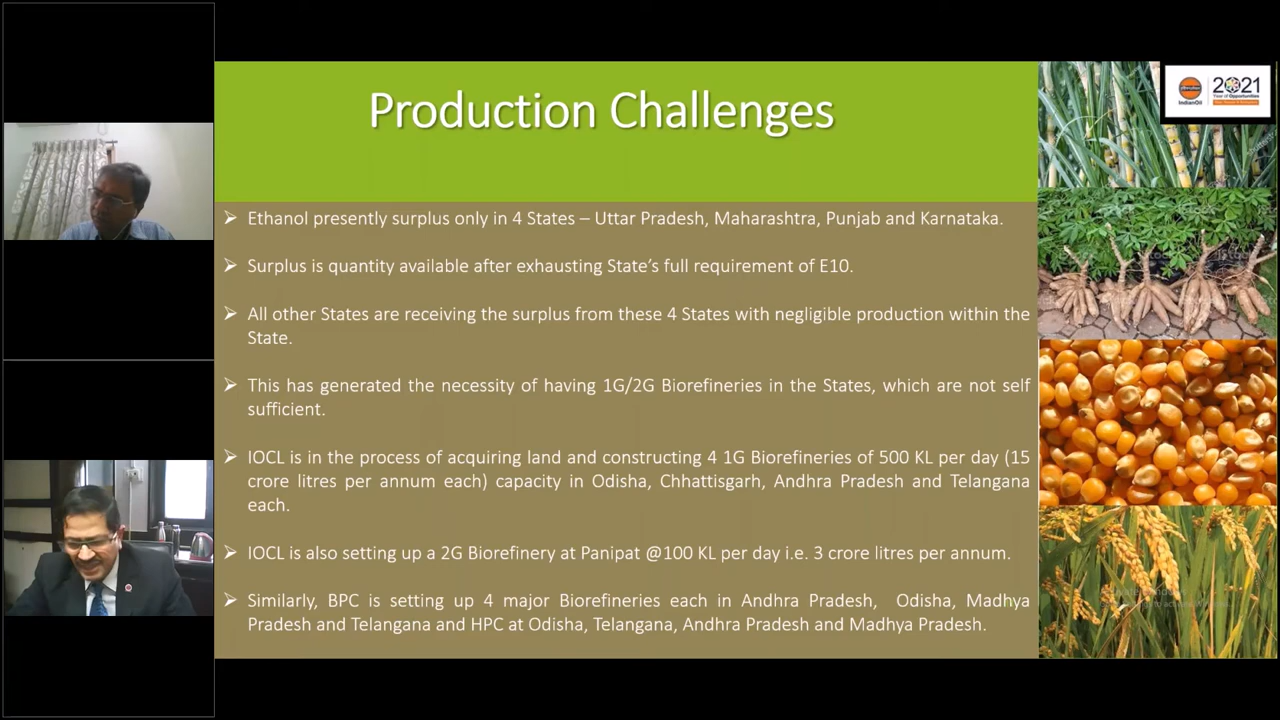 Production Challenges
2021
Year of Opportunities
IndianOil
➢ Ethanol presently surplus only in 4 States – Uttar Pradesh, Maharashtra, Punjab and Karnataka.
➢ Surplus is quantity available after exhausting State’s full requirement of E10.
➢ All other States are receiving the surplus from these 4 States with negligible production within the
State.
➢ This has generated the necessity of having 1G/2G Biorefineries in the States, which are not self
sufficient.
➢ IOCL is in the process of acquiring land and constructing 4 1G Biorefineries of 500 KL per day (15
crore litres per annum each) capacity in Odisha, Chhattisgarh, Andhra Pradesh and Telangana
each.
➢ IOCL is also setting up a 2G Biorefinery at Panipat @100 KL per day i.e. 3 crore litres per annum.
➢ Similarly, BPC is setting up 4 major Biorefineries each in Andhra Pradesh, Odisha, Madhya
Pradesh and Telangana and HPC at Odisha, Telangana, Andhra Pradesh and Madhya Pradesh.